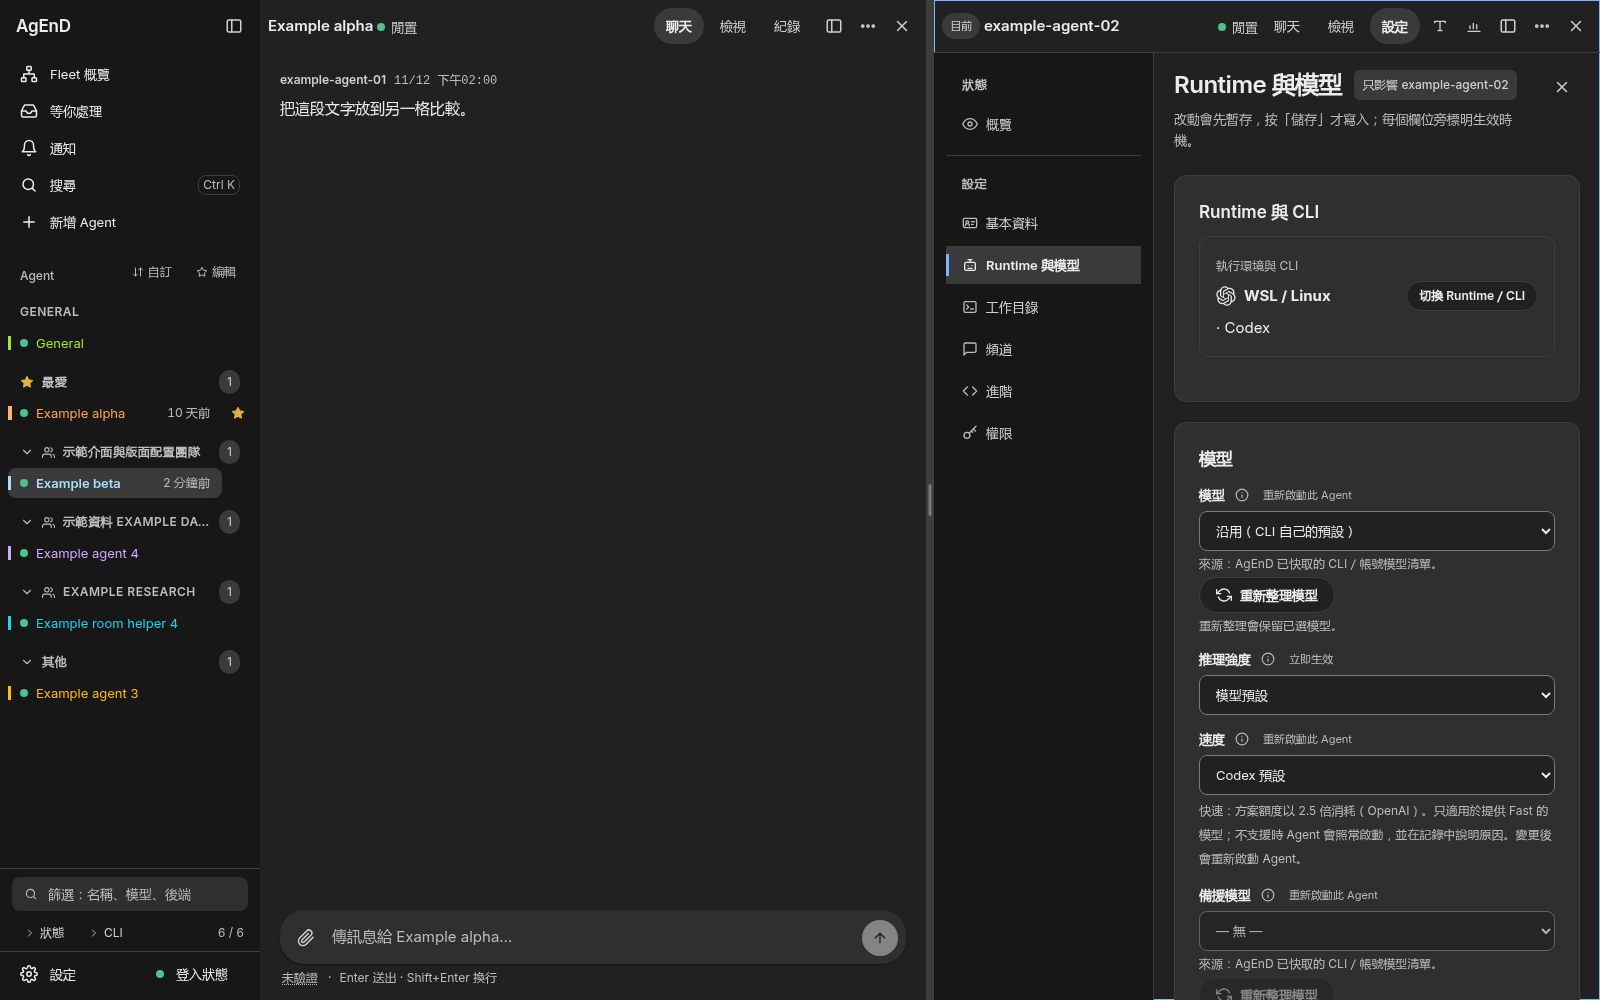 AgEnD
Fleet 概覽
等你處理
通知
搜尋 Ctrl K
新增 Agent
Agent 自訂 編輯
GENERAL
General
最愛 1
Example alpha 10 天前
示範介面與版面配置團隊 1
Example beta 2 分鐘前
示範資料 EXAMPLE DA... 1
Example agent 4
EXAMPLE RESEARCH 1
Example room helper 4
其他 1
Example agent 3
篩選：名稱、模型、後端
狀態 CLI 6 / 6
設定 登入狀態
Example alpha 閒置 聊天 檢視 紀錄
example-agent-01 11/12 下午02:00
把這段文字放到另一格比較。
傳訊息給 Example alpha...
未驗證 · Enter 送出 · Shift+Enter 換行
目前 example-agent-02 閒置 聊天 檢視 設定
狀態
概覽
設定
基本資料
Runtime 與模型
工作目錄
頻道
進階
權限
Runtime 與模型 只影響 example-agent-02
改動會先暫存，按「儲存」才寫入；每個欄位旁標明生效時
機。
Runtime 與 CLI
執行環境與 CLI
WSL / Linux 切換 Runtime / CLI
· Codex
模型
模型 重新啟動此 Agent
沿用（CLI 自己的預設）
來源：AgEnD 已快取的 CLI / 帳號模型清單。
重新整理模型
重新整理會保留已選模型。
推理強度 立即生效
模型預設
速度 重新啟動此 Agent
Codex 預設
快速：方案額度以 2.5 倍消耗（OpenAI）。只適用於提供 Fast 的
模型；不支援時 Agent 會照常啟動，並在記錄中說明原因。變更後
會重新啟動 Agent。
備援模型 重新啟動此 Agent
— 無 —
來源：AgEnD 已快取的 CLI / 帳號模型清單。
重新整理模型